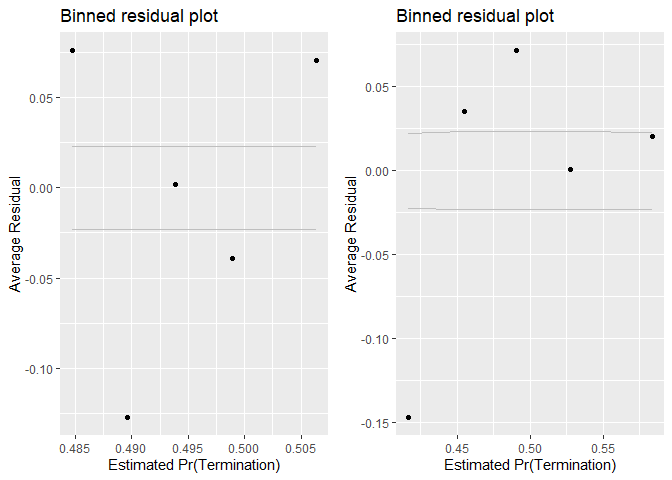 Binned residual plot
0.05
0.00
-0.05
-0.10
Average Residual
0.485
0.490
0.495
0.500
0.505
Estimated Pr(Termination)
Binned residual plot
0.05
0.00
-0.05
-0.10
-0.15
Average Residual
0.45
0.50
0.55
Estimated Pr(Termination)